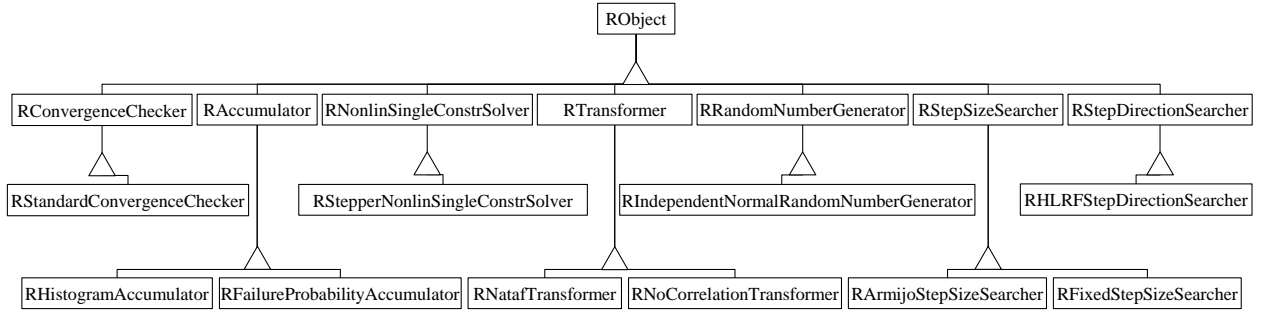 RObject
RConvergenceChecker
RAccumulator
RNonlinSingleConstrSolver
RTransformer
RRandomNumberGenerator
RStepSizeSearcher
RStepDirectionSearcher
RStandardConvergenceChecker
RStepperNonlinSingleConstrSolver
RIndependentNormalRandomNumberGenerator
RHLRFStepDirectionSearcher
RHistogramAccumulator
RFailureProbabilityAccumulator
RNatafTransformer
RNoCorrelationTransformer
RArmijoStepSizeSearcher
RFixedStepSizeSearcher